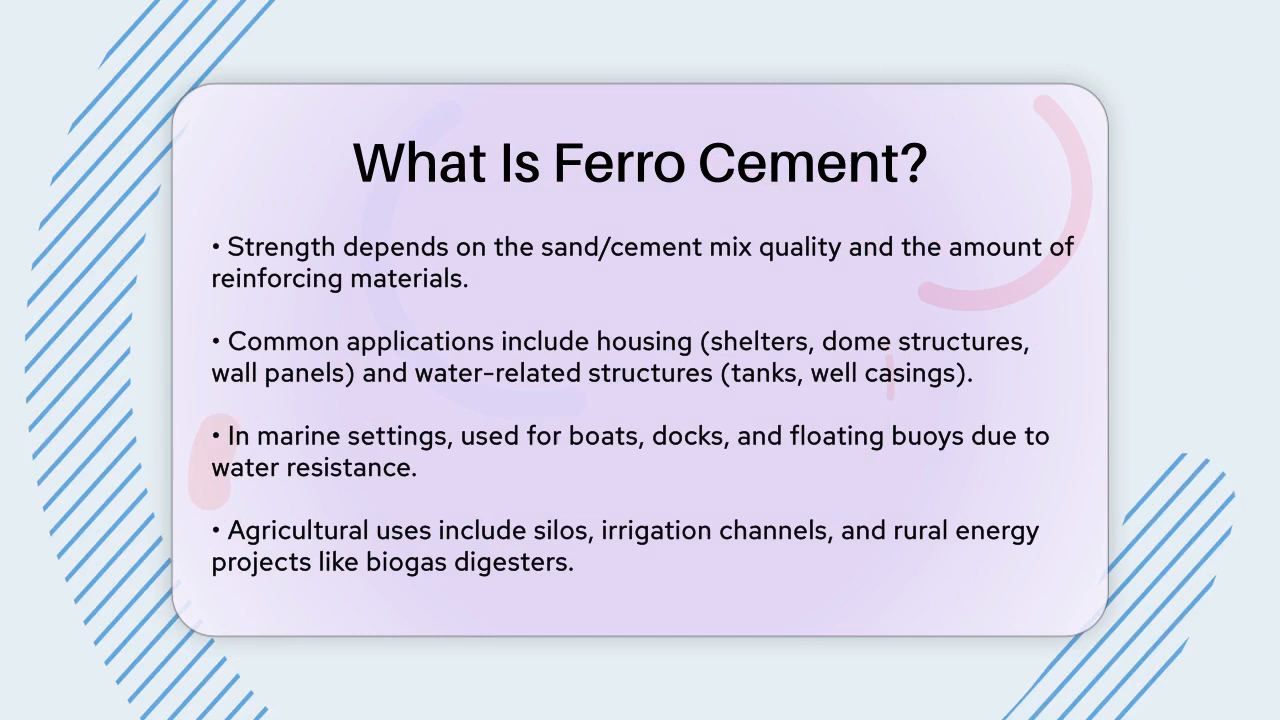 What Is Ferro Cement?
• Strength depends on the sand/cement mix quality and the amount of
reinforcing materials.
• Common applications include housing (shelters, dome structures,
wall panels) and water-related structures (tanks, well casings).
• In marine settings, used for boats, docks, and floating buoys due to
water resistance.
• Agricultural uses include silos, irrigation channels, and rural energy
projects like biogas digesters.